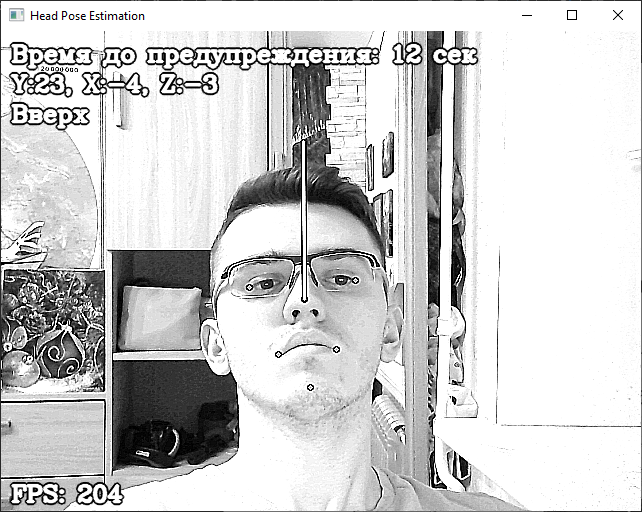 Head Pose Estimation
Время до предупреждения: 12 сек
Y:23, X:-4, Z:-3
Вверх
FPS: 204